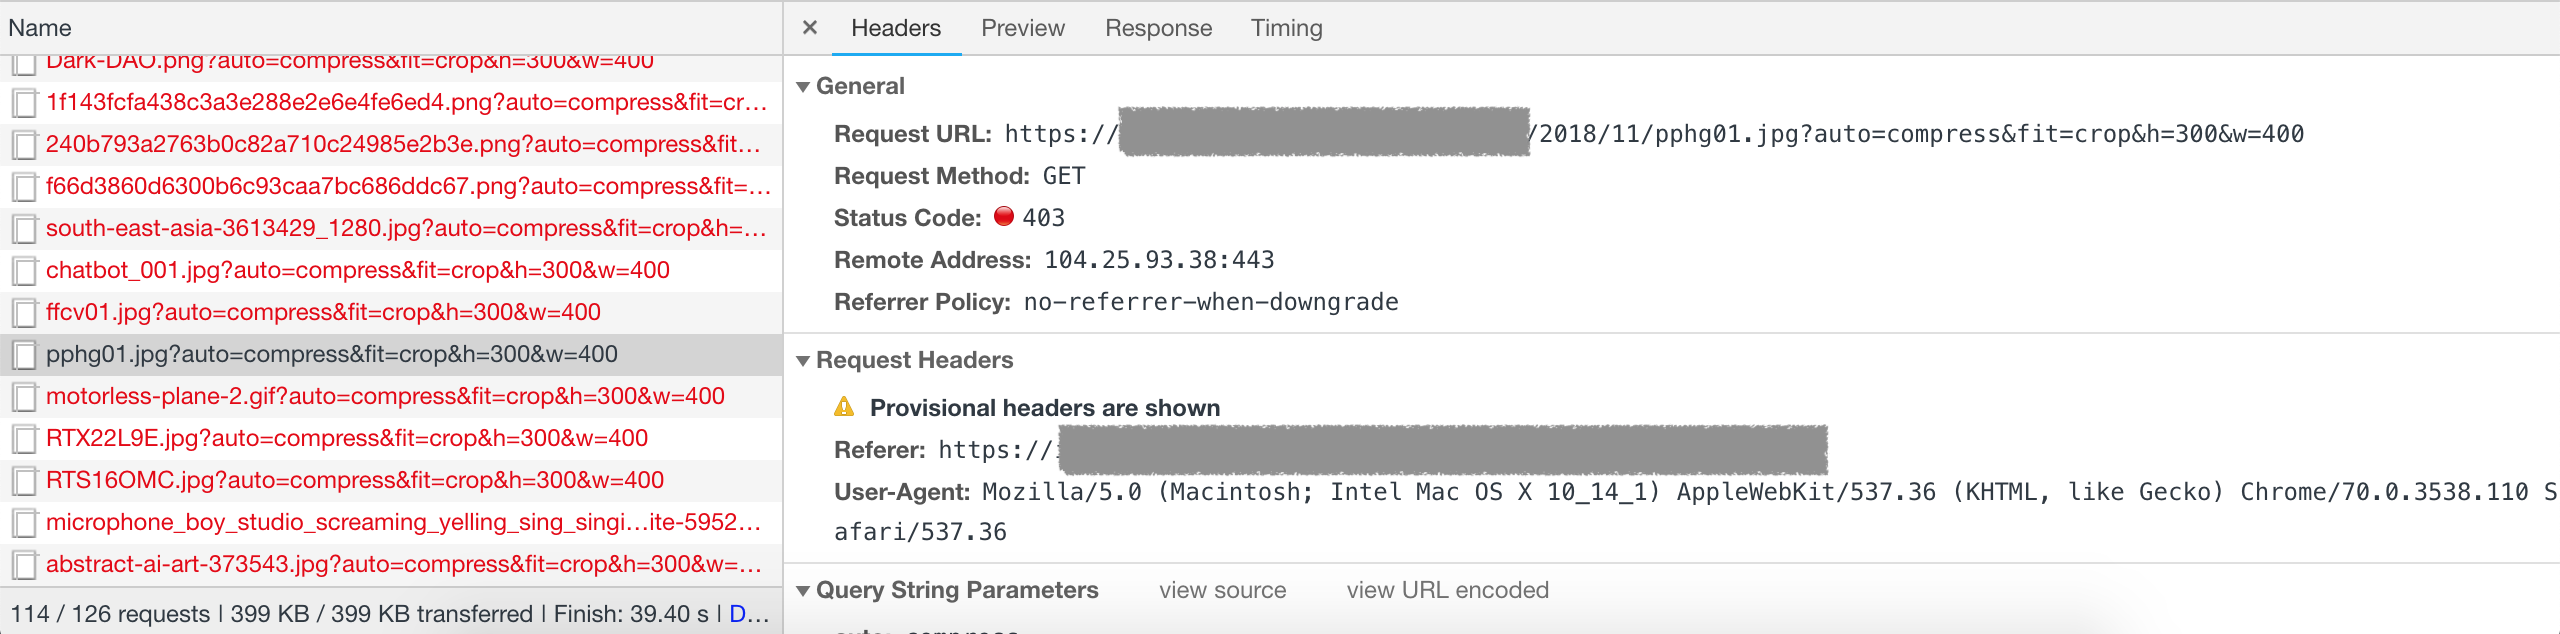 Name
Dark-DAO.png?auto=compress&fit=crop&h=300&w=400
1f143fcfa438c3a3e288e2e6e4fe6ed4.png?auto=compress&fit=cr...
240b793a2763b0c82a710c24985e2b3e.png?auto=compress&fit...
f66d3860d6300b6c93caa7bc686ddc67.png?auto=compress&fit=...
south-east-asia-3613429_1280.jpg?auto=compress&fit=crop&h=...
chatbot_001.jpg?auto=compress&fit=crop&h=300&w=400
ffcv01.jpg?auto=compress&fit=crop&h=300&w=400
pphg01.jpg?auto=compress&fit=crop&h=300&w=400
motorless-plane-2.gif?auto=compress&fit=crop&h=300&w=400
RTX22L9E.jpg?auto=compress&fit=crop&h=300&w=400
RTS16OMC.jpg?auto=compress&fit=crop&h=300&w=400
microphone_boy_studio_screaming_yelling_sing_singi...ite-5952...
abstract-ai-art-373543.jpg?auto=compress&fit=crop&h=300&w=...
114 / 126 requests | 399 KB / 399 KB transferred | Finish: 39.40 s | D...
× Headers Preview Response Timing
General
Request URL: https:// /2018/11/pphg01.jpg?auto=compress&fit=crop&h=300&w=400
Request Method: GET
Status Code: 403
Remote Address: 104.25.93.38:443
Referrer Policy: no-referrer-when-downgrade
Request Headers
Provisional headers are shown
Referer: https://
User-Agent: Mozilla/5.0 (Macintosh; Intel Mac OS X 10_14_1) AppleWebKit/537.36 (KHTML, like Gecko) Chrome/70.0.3538.110 S
afari/537.36
Query String Parameters view source view URL encoded
auto: compress